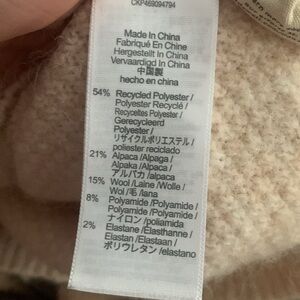 CKP469094794
Made In China
Fabriqué En Chine
Hergestellt In China
Vervaardigd In China
中国製
hecho en china
54% Recycled Polyester /
Polyester Recyclé /
Recyceltes Polyester /
Gerecycleerd
Polyester /
リサイクルポリエステル /
poliester reciclado
21% Alpaca /Alpaga /
Alpaka /Alpaca /
アルパカ /alpaca
15% Wool /Laine /Wolle /
Wol /毛 /lana
8% Polyamide /Polyamide /
Polyamide /Polyamide /
ナイロン /poliamida
2% Elastane /Elasthanne /
Elastan /Elastaan /
ポリウレタン /elastano